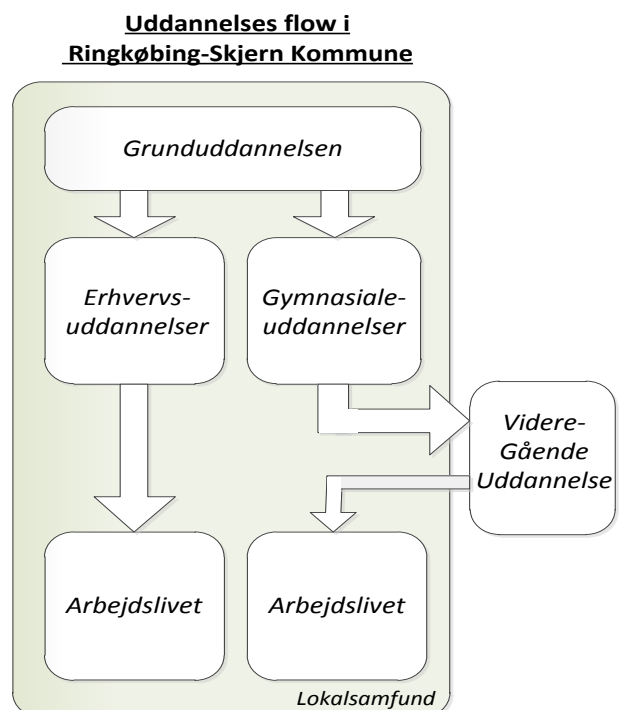 Uddannelses flow i
Ringkøbing-Skjern Kommune
Grunduddannelsen
Erhvervs-
uddannelser
Gymnasiale-
uddannelser
Videre-
Gående
Uddannelse
Arbejdslivet
Arbejdslivet
Lokalsamfund